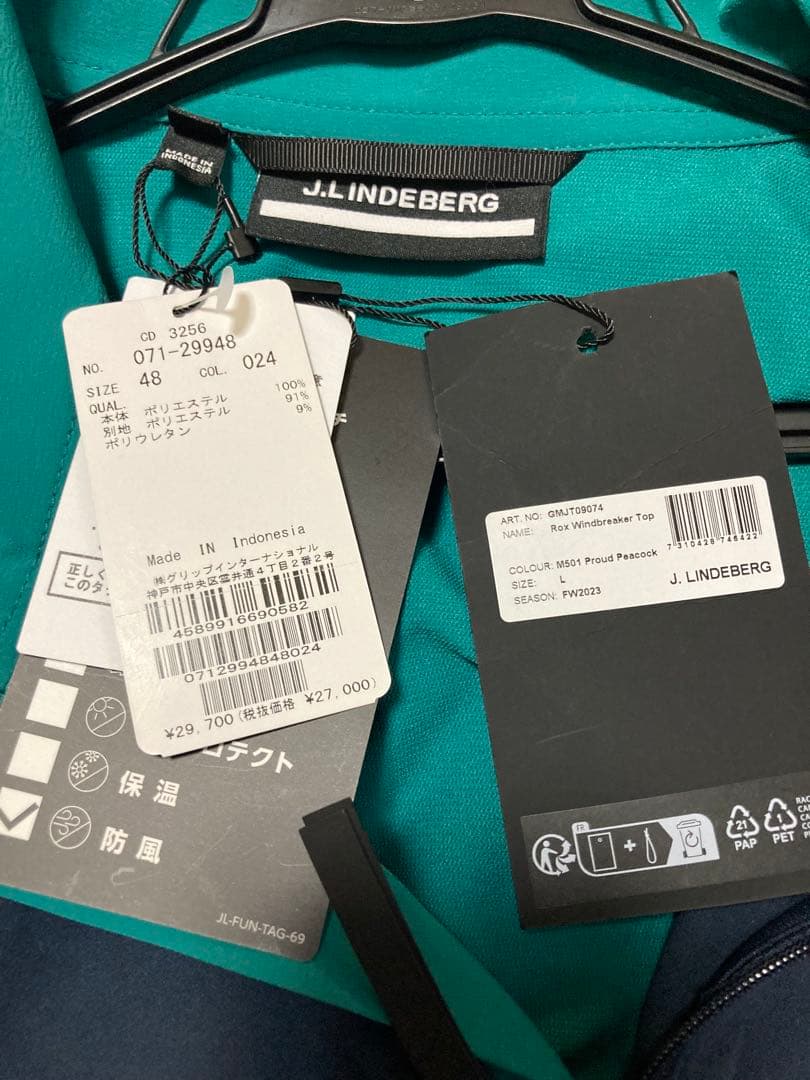 MADE IN
INDONESIA
J.LINDEBERG
CD 3256
NO. 071-29948
SIZE 48 COL. 024
QUAL.
本体 ポリエステル 100%
別地 ポリエステル 91%
ポリウレタン 9%
Made IN Indonesia
㈱グリップインターナショナル
神戸市中央区雲井通4丁目2番2号
4589916690582
0712994848024
¥29,700(税抜価格 ¥27,000)
正しく
このタ
ロテクト
保温
防風
JL-FUN-TAG-69
ART. NO: GMJT09074
NAME: Rox Windbreaker Top
7310428746422
COLOUR: M501 Proud Peacock
SIZE: L
SEASON: FW2023
J. LINDEBERG
FR
+
21
PAP
1
PET